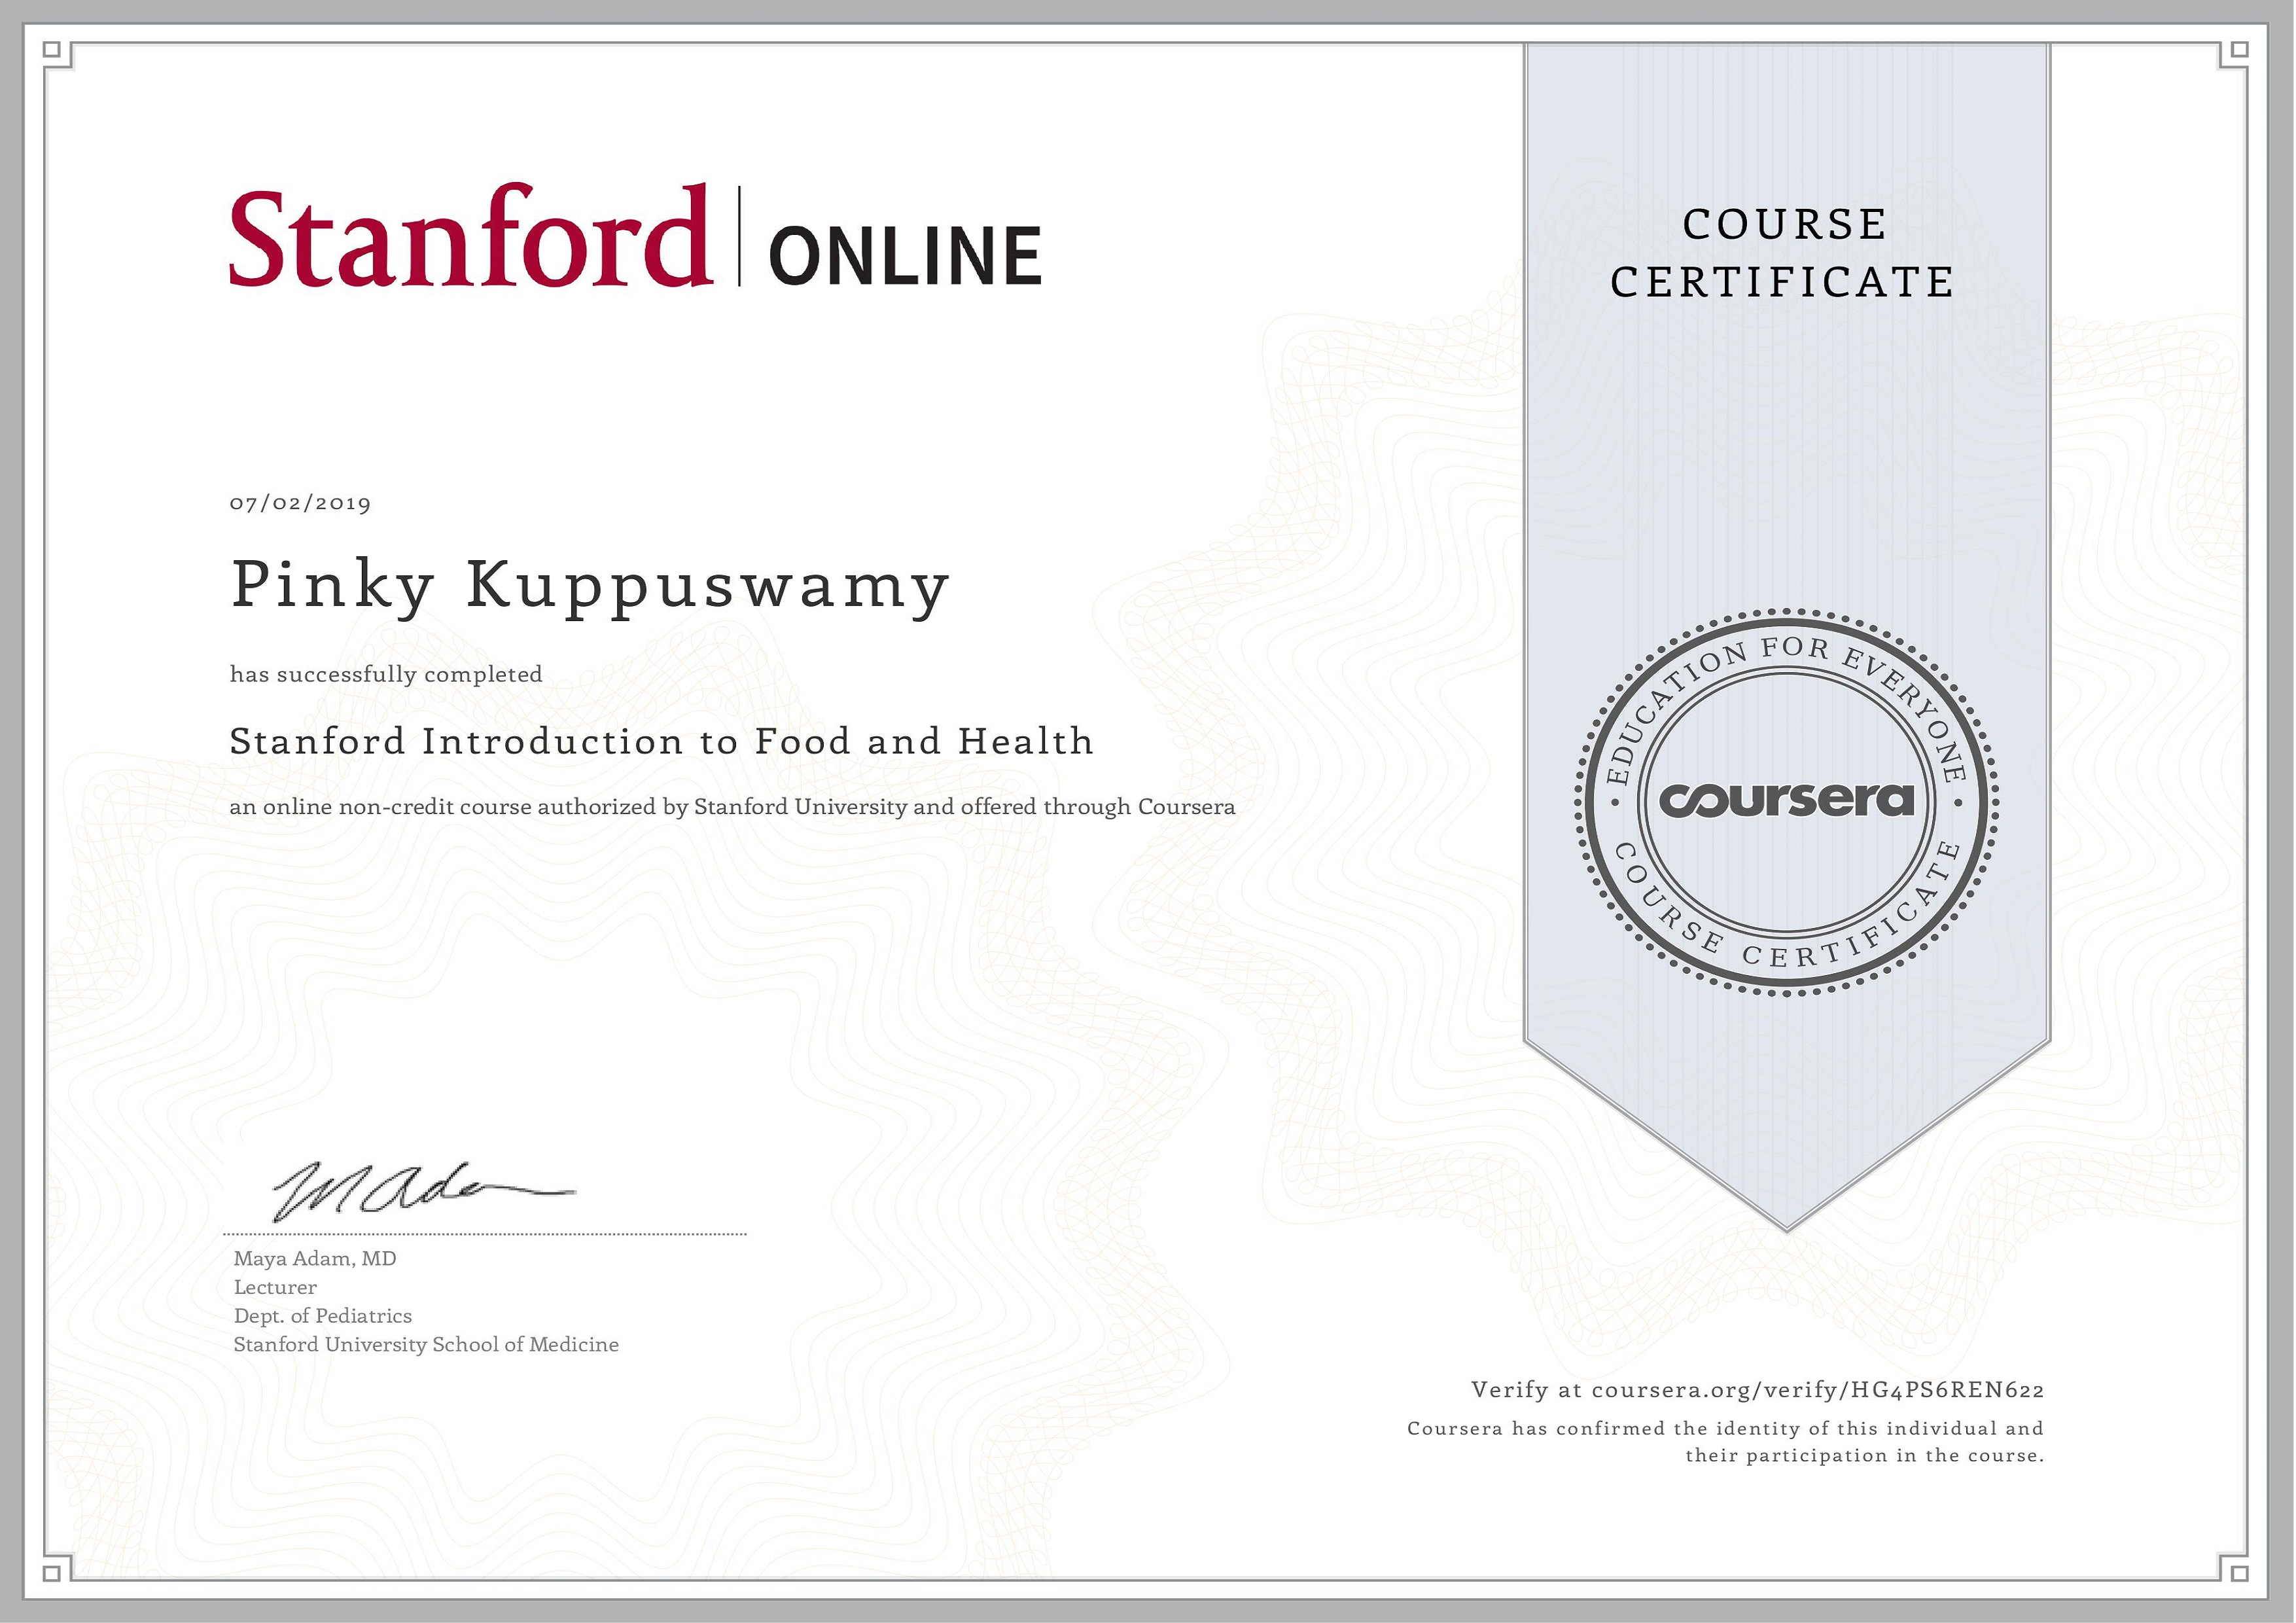 Stanford ONLINE
COURSE
CERTIFICATE
07/02/2019
Pinky Kuppuswamy
has successfully completed
Stanford Introduction to Food and Health
an online non-credit course authorized by Stanford University and offered through Coursera
EDUCATION FOR EVERYONE
coursera
COURSE CERTIFICATE
M Adam
Maya Adam, MD
Lecturer
Dept. of Pediatrics
Stanford University School of Medicine
Verify at coursera.org/verify/HG4PS6REN622
Coursera has confirmed the identity of this individual and
their participation in the course.